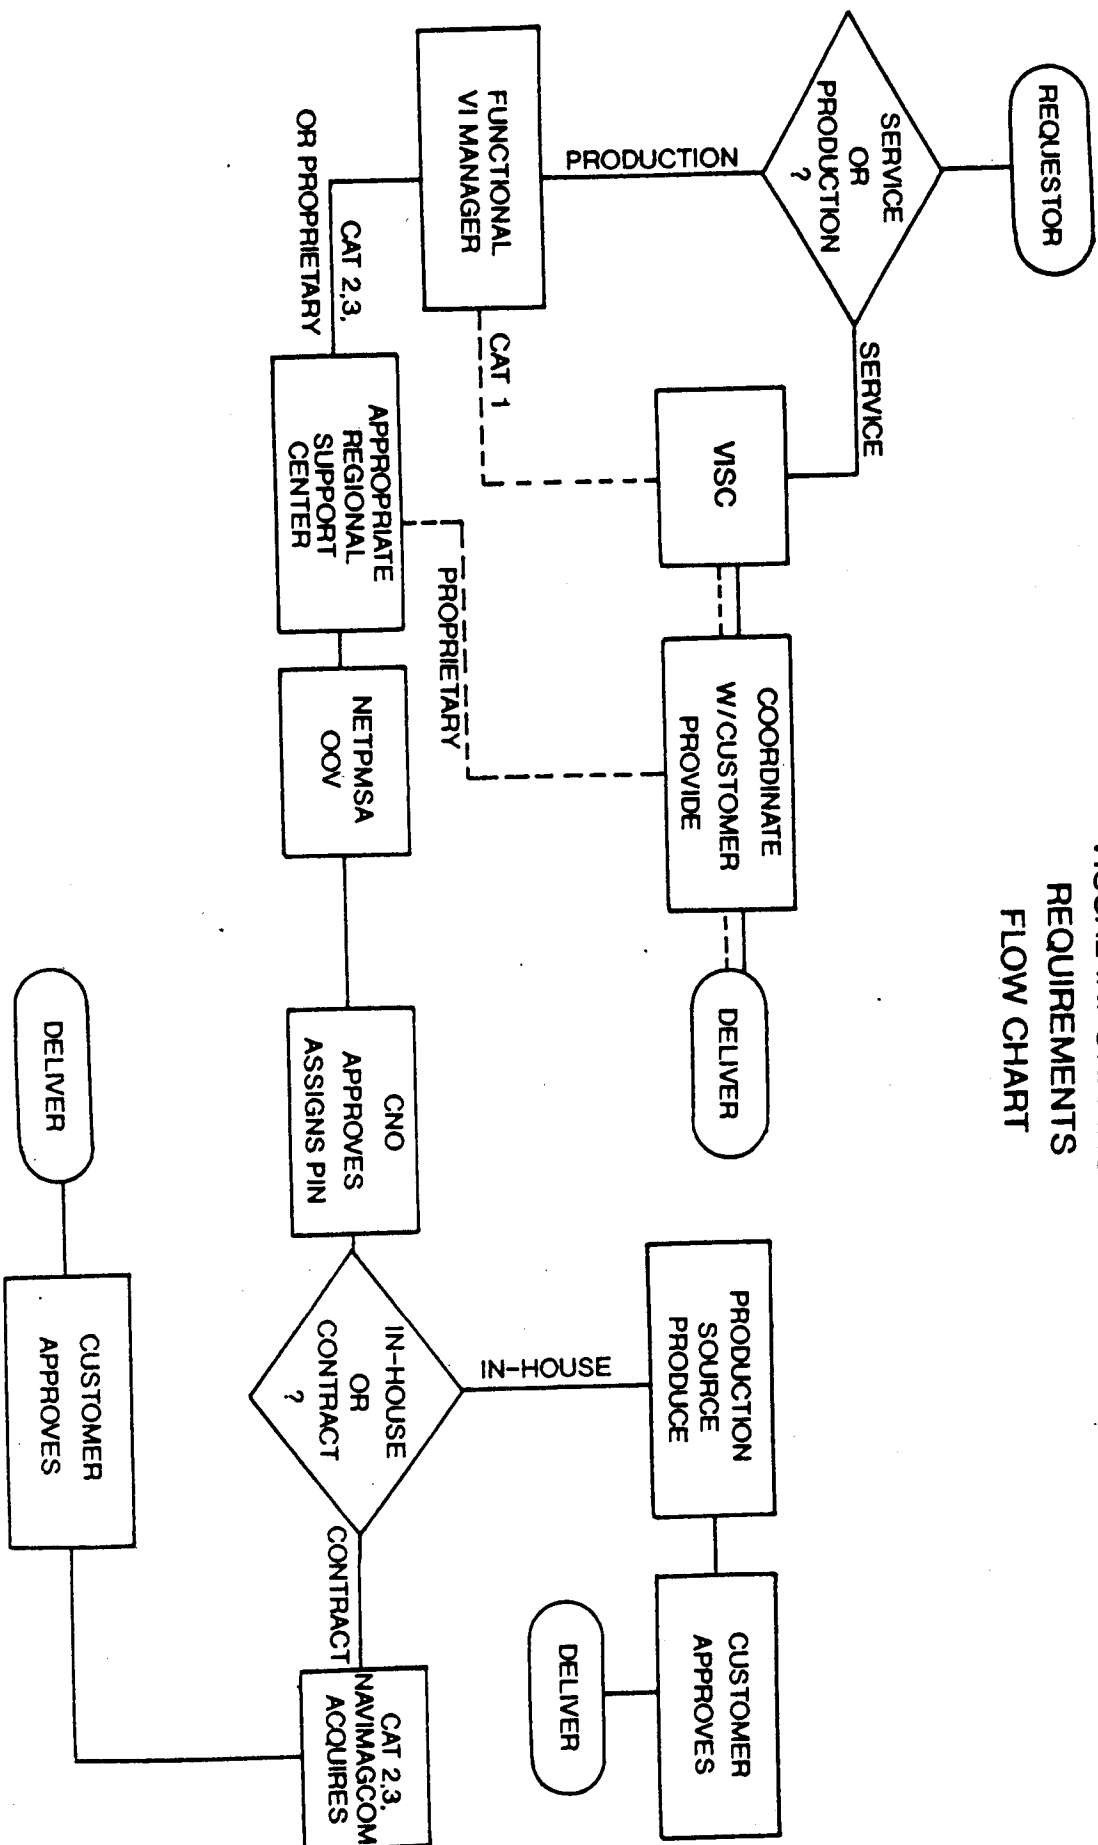 REQUIREMENTS
FLOW CHART
REQUESTOR
SERVICE
OR
PRODUCTION
?
SERVICE
PRODUCTION
VISC
COORDINATE
W/CUSTOMER
PROVIDE
DELIVER
FUNCTIONAL
VI MANAGER
CAT 1
CAT 2,3,
OR PROPRIETARY
APPROPRIATE
REGIONAL
SUPPORT
CENTER
PROPRIETARY
NETPMSA
OOV
CNO
APPROVES
ASSIGNS PIN
IN-HOUSE
OR
CONTRACT
?
IN-HOUSE
PRODUCTION
SOURCE
PRODUCE
CUSTOMER
APPROVES
DELIVER
CONTRACT
CAT 2,3,
NAVIMAGCOM
ACQUIRES
CUSTOMER
APPROVES
DELIVER